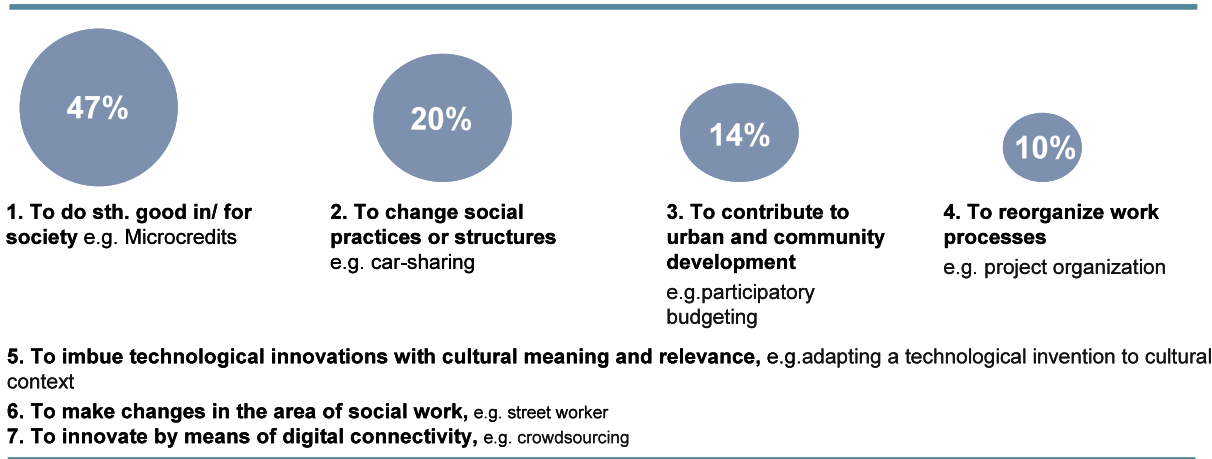 47%
20%
14%
10%
1. To do sth. good in/ for
society e.g. Microcredits
2. To change social
practices or structures
e.g. car-sharing
3. To contribute to
urban and community
development
e.g.participatory
budgeting
4. To reorganize work
processes
e.g. project organization
5. To imbue technological innovations with cultural meaning and relevance, e.g.adapting a technological invention to cultural
context
6. To make changes in the area of social work, e.g. street worker
7. To innovate by means of digital connectivity, e.g. crowdsourcing